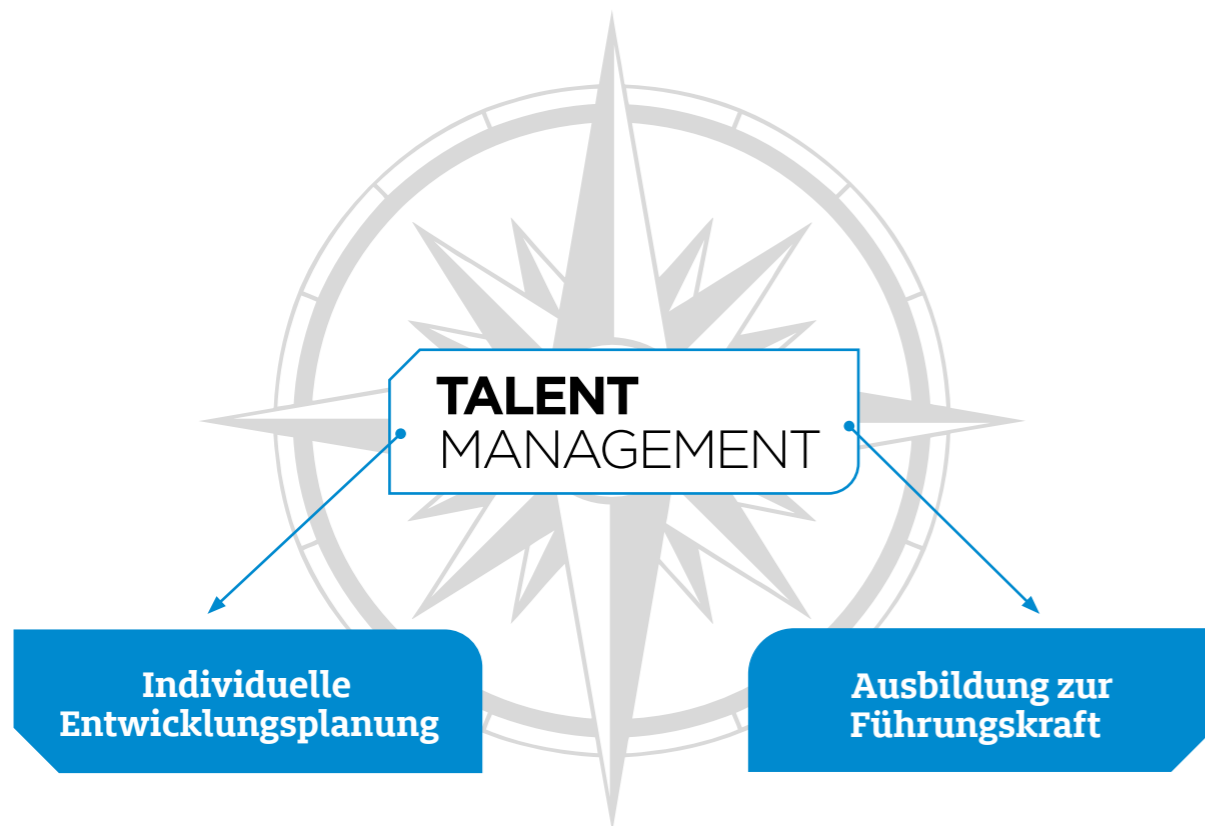 TALENT
MANAGEMENT
Individuelle
Entwicklungsplanung
Ausbildung zur
Führungskraft